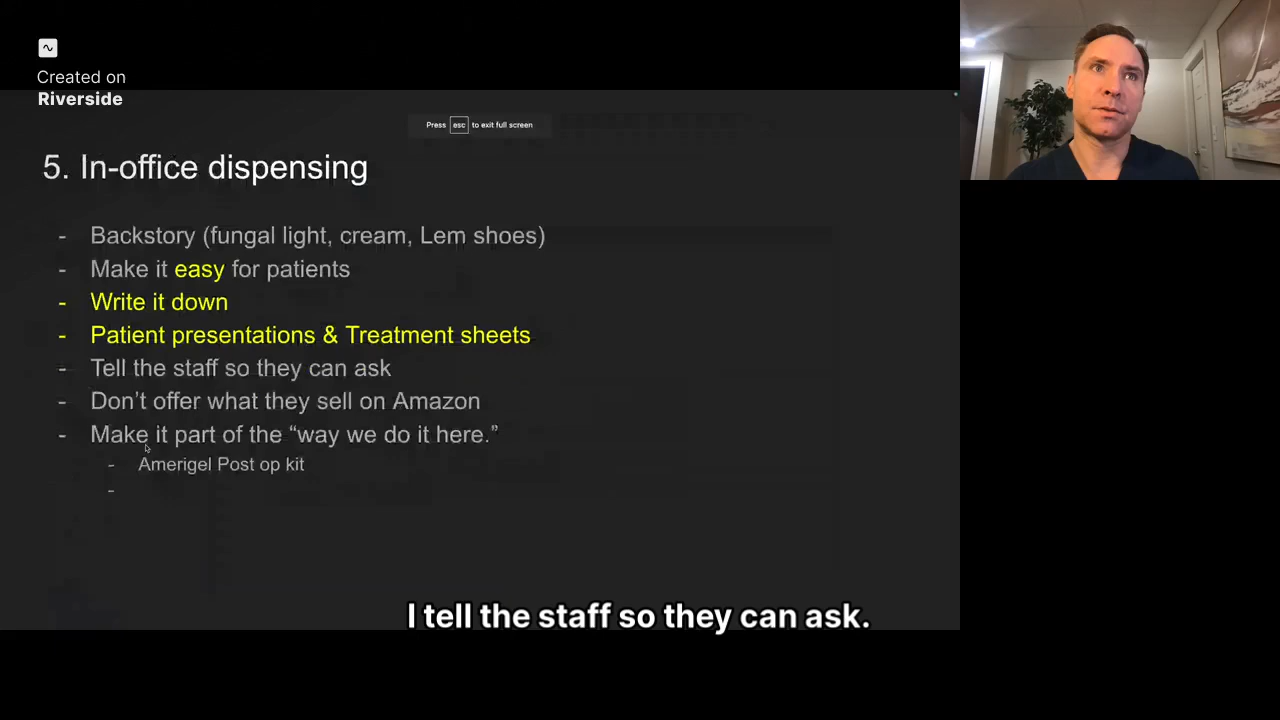 Created on
Riverside
Press esc to exit full screen
5. In-office dispensing
- Backstory (fungal light, cream, Lem shoes)
- Make it easy for patients
- Write it down
- Patient presentations & Treatment sheets
- Tell the staff so they can ask
- Don’t offer what they sell on Amazon
- Make it part of the “way we do it here.”
- Amerigel Post op kit
-
I tell the staff so they can ask.